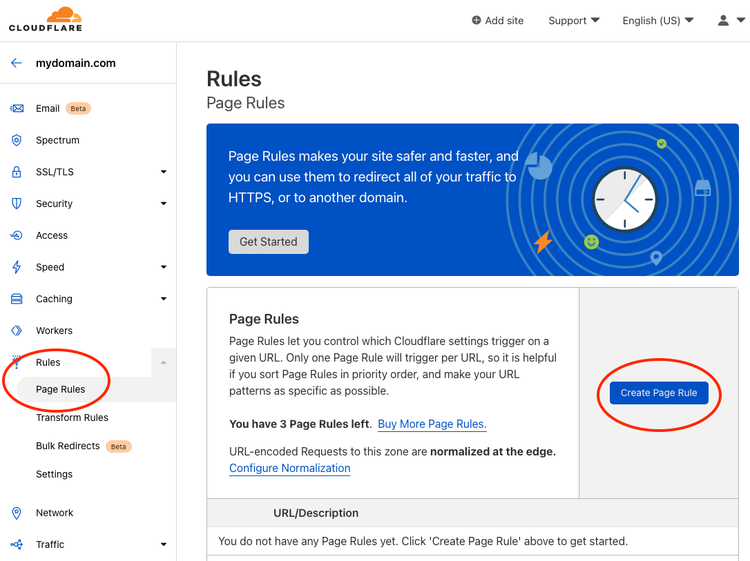 CLOUDFLARE
Add site
Support
English (US)
mydomain.com
Email Beta
Spectrum
SSL/TLS
Security
Access
Speed
Caching
Workers
Rules
Page Rules
Transform Rules
Bulk Redirects Beta
Settings
Network
Traffic
Rules
Page Rules
Page Rules makes your site safer and faster, and
you can use them to redirect all of your traffic to
HTTPS, or to another domain.
Get Started
Page Rules
Page Rules let you control which Cloudflare settings trigger on a
given URL. Only one Page Rule will trigger per URL, so it is helpful
if you sort Page Rules in priority order, and make your URL
patterns as specific as possible.
You have 3 Page Rules left. Buy More Page Rules.
URL-encoded Requests to this zone are normalized at the edge.
Configure Normalization
Create Page Rule
URL/Description
You do not have any Page Rules yet. Click 'Create Page Rule' above to get started.